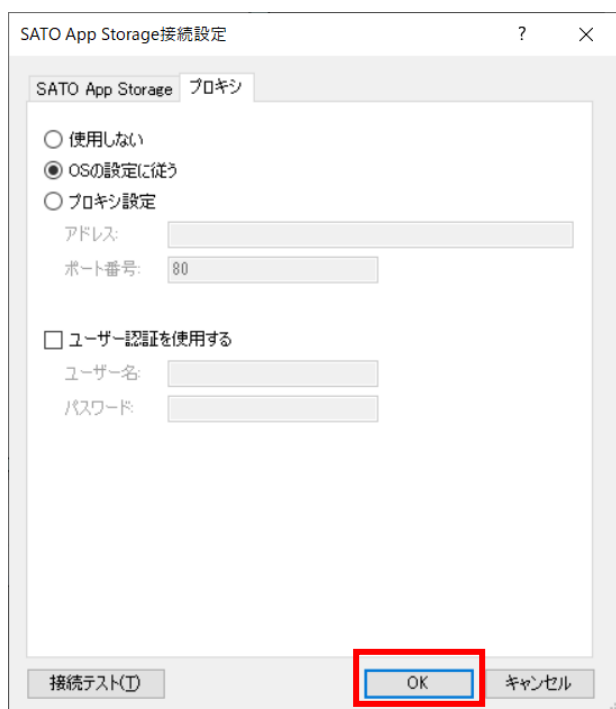 SATO App Storage接続設定 ?
SATO App Storage プロキシ
使用しない
OSの設定に従う
プロキシ設定
アドレス:
ポート番号: 80
ユーザー認証を使用する
ユーザー名:
パスワード:
接続テスト(T) OK キャンセル